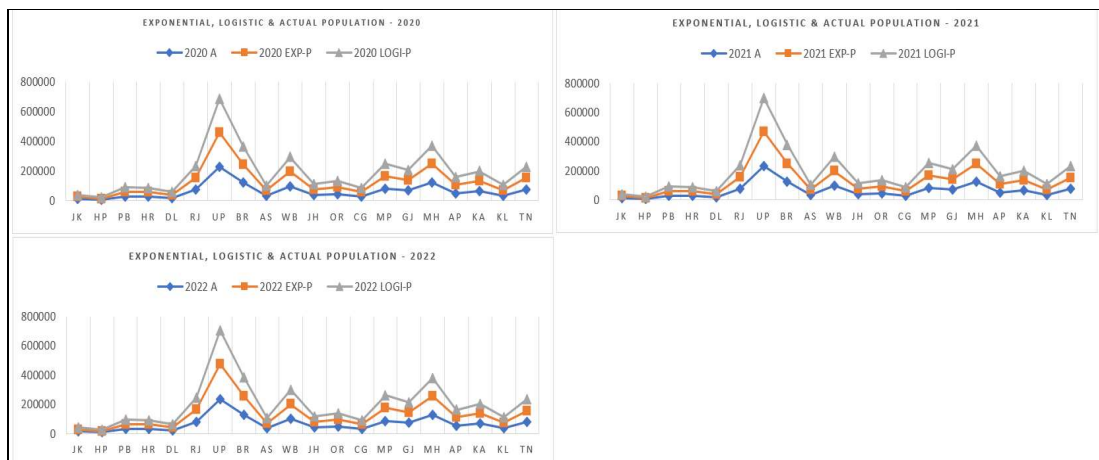 EXPONENTIAL, LOGISTIC & ACTUAL POPULATION - 2020
2020 A 2020 EXP-P 2020 LOGI-P
800000
600000
400000
200000
0
JK HP PB HR DL RJ UP BR AS WB JH OR CG MP GJ MH AP KA KL TN
EXPONENTIAL, LOGISTIC & ACTUAL POPULATION - 2021
2021 A 2021 EXP-P 2021 LOGI-P
800000
600000
400000
200000
0
JK HP PB HR DL RJ UP BR AS WB JH OR CG MP GJ MH AP KA KL TN
EXPONENTIAL, LOGISTIC & ACTUAL POPULATION - 2022
2022 A 2022 EXP-P 2022 LOGI-P
800000
600000
400000
200000
0
JK HP PB HR DL RJ UP BR AS WB JH OR CG MP GJ MH AP KA KL TN